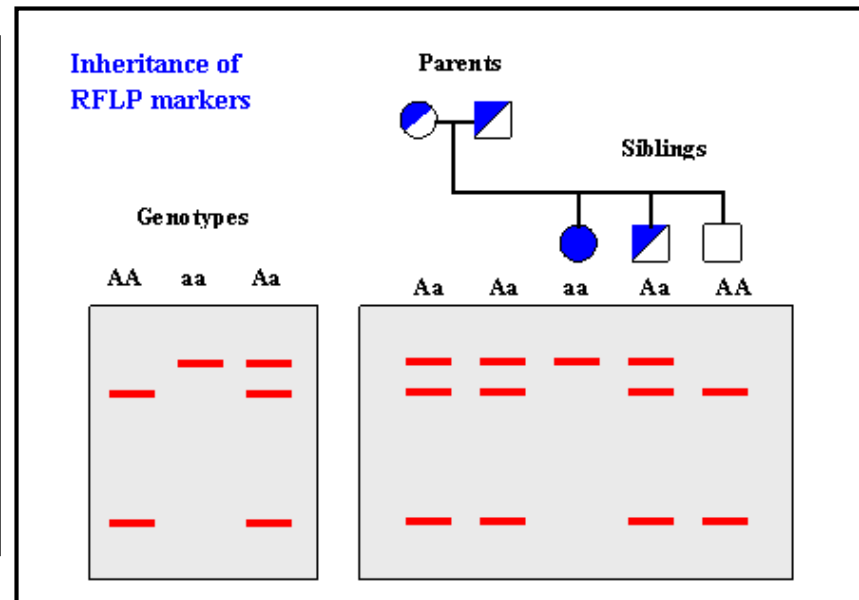 Inheritance of
RFLP markers
Parents
Siblings
Genotypes
AA aa Aa
Aa Aa aa Aa AA